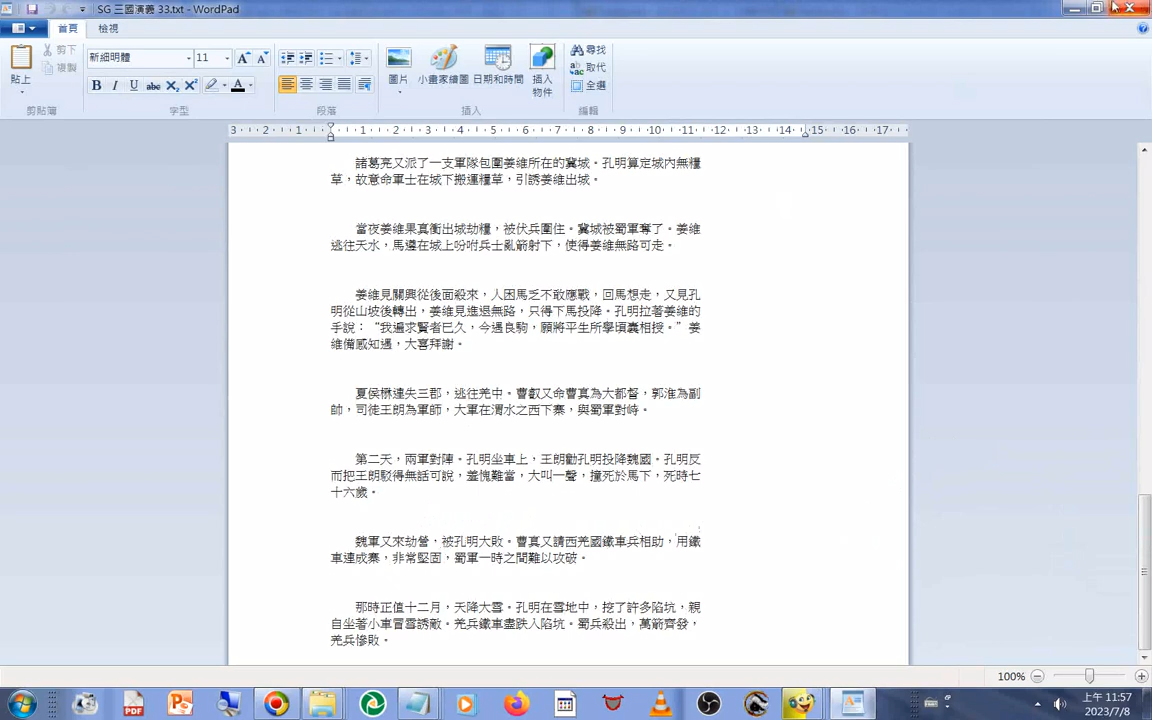 SG 三國演義 33.txt - WordPad
首頁 檢視
貼上 剪下 複製 剪貼簿
新細明體 11
B I U abc X₂ X² A
字型 段落
圖片 小畫家繪圖 日期和時間 插入物件 插入
尋找 取代 全選 編輯
3 2 1 1 2 3 4 5 6 7 8 9 10 11 12 13 14 15 16 17
諸葛亮又派了一支軍隊包圍姜維所在的冀城。孔明算定城內無糧
草，故意命軍士在城下搬運糧草，引誘姜維出城。
當夜姜維果真衝出城劫糧，被伏兵圍住。冀城被蜀軍奪了。姜維
逃往天水，馬遵在城上吩咐兵士亂箭射下，使得姜維無路可走。
姜維見關興從後面殺來，人困馬乏不敢應戰，回馬想走，又見孔
明從山坡後轉出，姜維見進退無路，只得下馬投降。孔明拉著姜維的
手說：“我遍求賢者已久，今遇良駒，願將平生所學傾囊相授。”姜
維備感知遇，大喜拜謝。
夏侯楙連失三郡，逃往羌中。曹叡又命曹真為大都督，郭淮為副
帥，司徒王朗為軍師，大軍在渭水之西下寨，與蜀軍對峙。
第二天，兩軍對陣。孔明坐車上，王朗勸孔明投降魏國。孔明反
而把王朗駁得無話可說，羞愧難當，大叫一聲，撞死於馬下，死時七
十六歲。
魏軍又來劫營，被孔明大敗。曹真又請西羌國鐵車兵相助，用鐵
車連成寨，非常堅固，蜀軍一時之間難以攻破。
那時正值十二月，天降大雪。孔明在雪地中，挖了許多陷坑，親
自坐著小車冒雪誘敵。羌兵鐵車盡跌入陷坑。蜀兵殺出，萬箭齊發，
羌兵慘敗。
100%
上午 11:57
2023/7/8